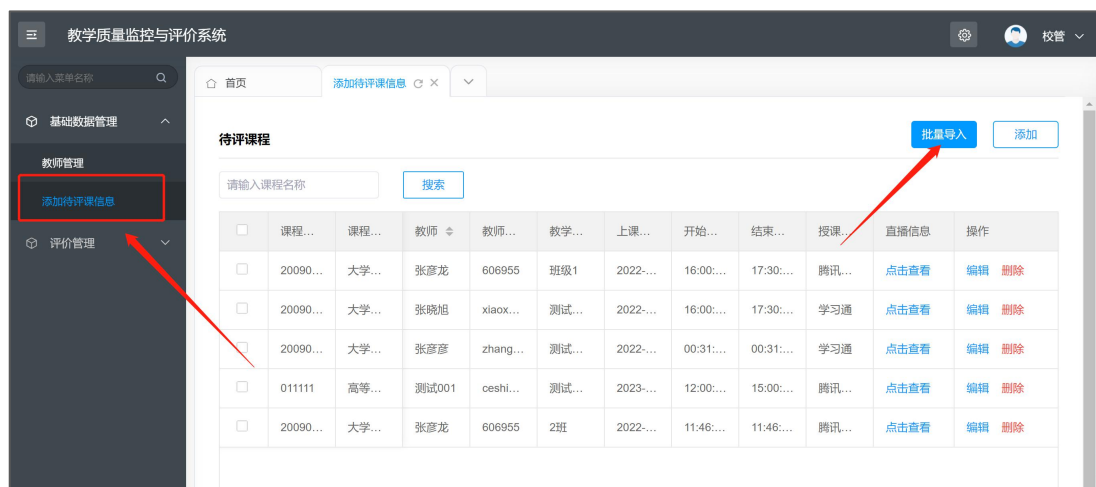 教学质量监控与评价系统
校管
请输入菜单名称
首页
添加待评课信息
基础数据管理
待评课程
批量导入
添加
教师管理
请输入课程名称
搜索
添加待评课信息
课程... 课程... 教师 教师... 教学... 上课... 开始... 结束... 授课... 直播信息 操作
评价管理
20090... 大学... 张彦龙 606955 班级1 2022-... 16:00:... 17:30:... 腾讯... 点击查看 编辑 删除
20090... 大学... 张晓旭 xiaox... 测试... 2022-... 16:00:... 17:30:... 学习通 点击查看 编辑 删除
20090... 大学... 张彦彦 zhang... 测试... 2022-... 00:31:... 00:31:... 学习通 点击查看 编辑 删除
011111 高等... 测试001 ceshi... 测试... 2023-... 12:00:... 15:00:... 腾讯... 点击查看 编辑 删除
20090... 大学... 张彦龙 606955 2班 2022-... 11:46:... 11:46:... 腾讯... 点击查看 编辑 删除